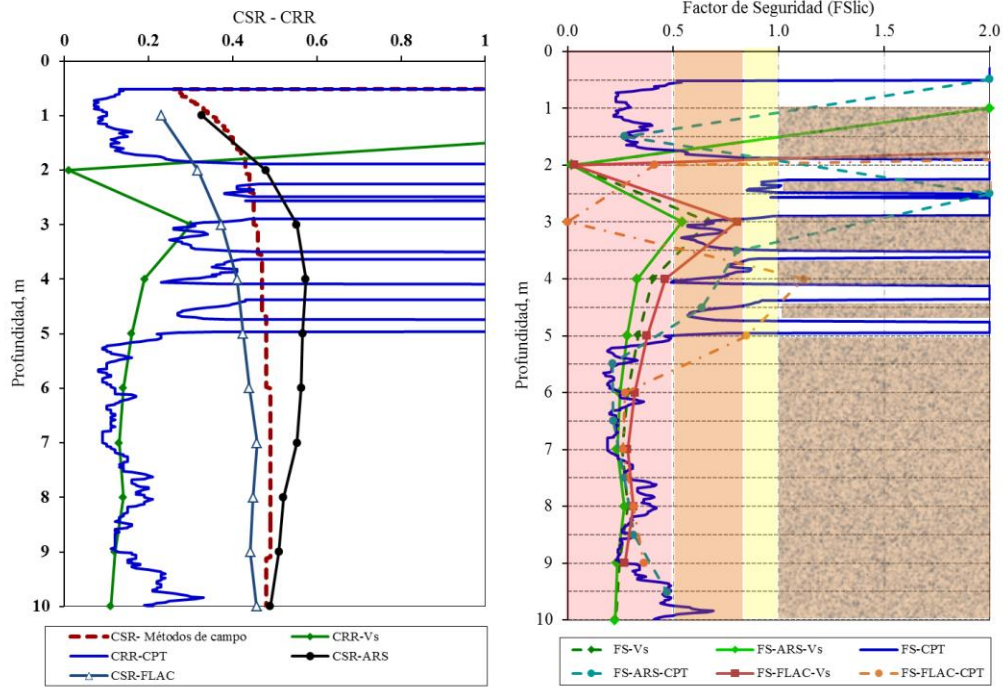 CSR - CRR
0 0.2 0.4 0.6 0.8 1
0
1
2
3
4
5
6
7
8
9
10
Profundidad, m
CSR- Métodos de campo
CRR-Vs
CRR-CPT
CSR-ARS
CSR-FLAC
Factor de Seguridad (FSlic)
0.0 0.5 1.0 1.5 2.0
0
1
2
3
4
5
6
7
8
9
10
Profundidad, m
FS-Vs
FS-ARS-Vs
FS-CPT
FS-ARS-CPT
FS-FLAC-Vs
FS-FLAC-CPT